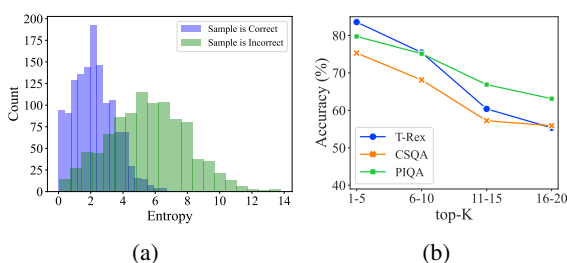 200
175
150
125
100
75
50
25
0
Count
0 2 4 6 8 10 12 14
Entropy
Sample is Correct
Sample is Incorrect
(a)
80
70
60
50
40
Accuracy (%)
1-5 6-10 11-15 16-20
top-K
T-Rex
CSQA
PIQA
(b)